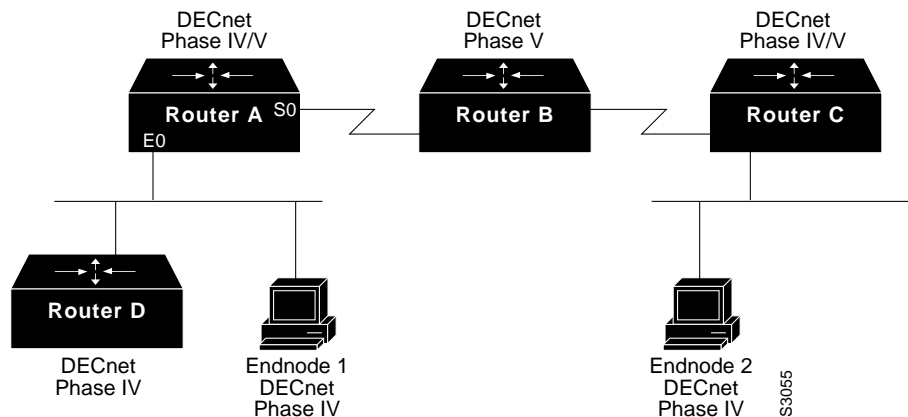 DECnet
Phase IV/V
DECnet
Phase V
DECnet
Phase IV/V
Router A
S0
E0
Router B
Router C
Router D
DECnet
Phase IV
Endnode 1
DECnet
Phase IV
Endnode 2
DECnet
Phase IV
S3055